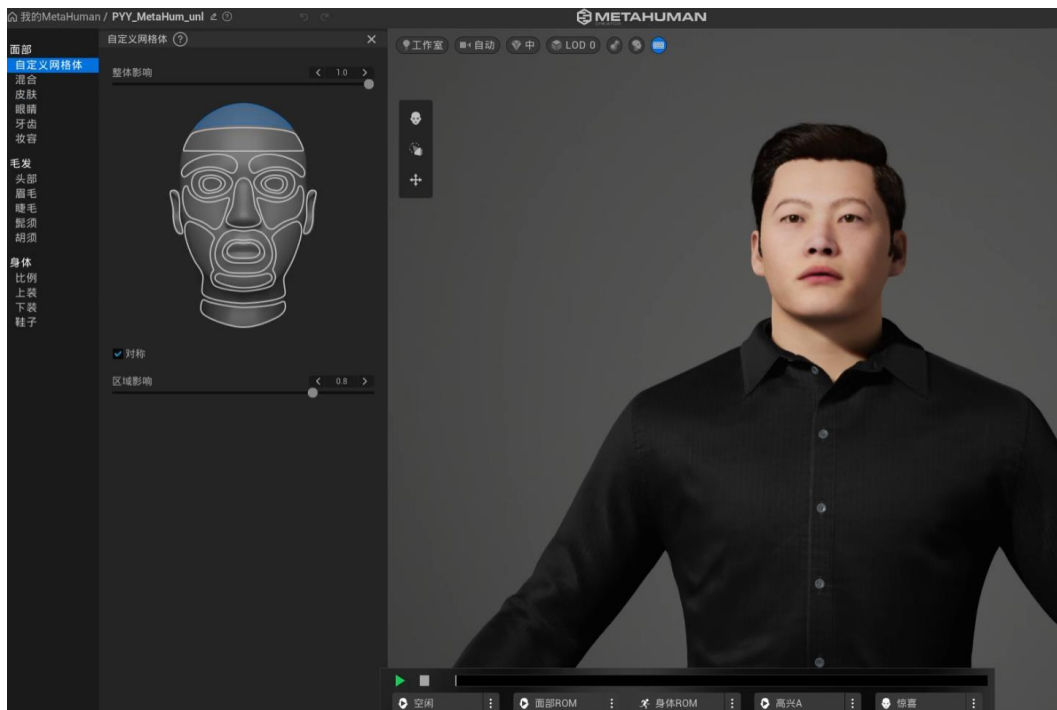 我的MetaHuman / PYY_MetaHum_unl
METAHUMAN
面部
自定义网格体
混合
皮肤
眼睛
牙齿
妆容
毛发
头部
眉毛
睫毛
髭须
胡须
身体
比例
上装
下装
鞋子
自定义网格体 ?
整体影响 1.0
对称
区域影响 0.8
工作室 自动 中 LOD 0
空闲 面部ROM 身体ROM 高兴A 惊喜